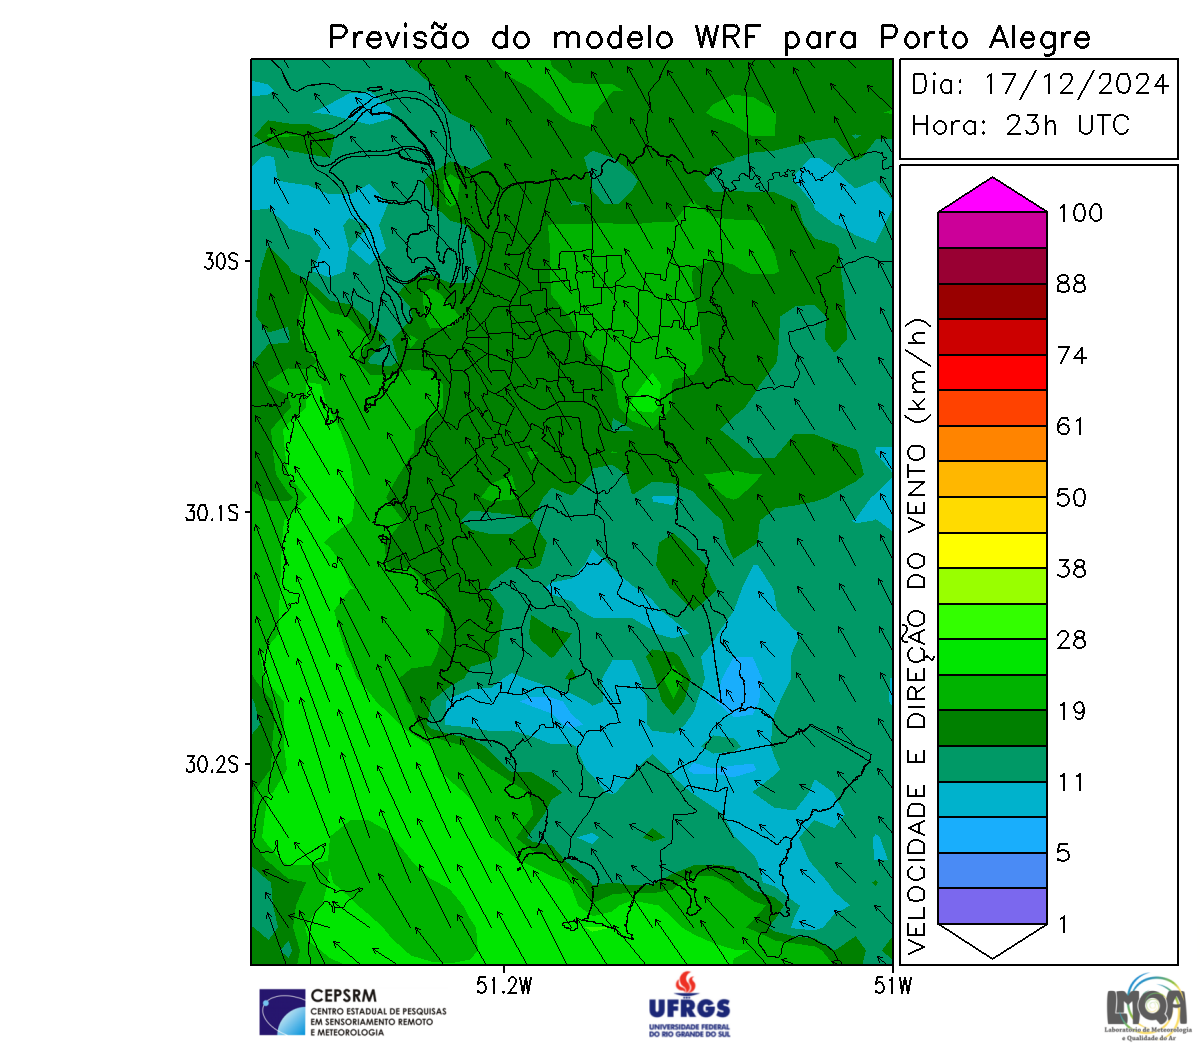 Previsão do modelo WRF para Porto Alegre
Dia: 17/12/2024
Hora: 23h UTC
30S
30.1S
30.2S
51.2W
51W
VELOCIDADE E DIREÇÃO DO VENTO (km/h)
100
88
74
61
50
38
28
19
11
5
1
CEPSRM
CENTRO ESTADUAL DE PESQUISAS
EM SENSORIAMENTO REMOTO
E METEOROLOGIA
UFRGS
UNIVERSIDADE FEDERAL
DO RIO GRANDE DO SUL
LMQA
Laboratório de Meteorologia
e Qualidade do Ar